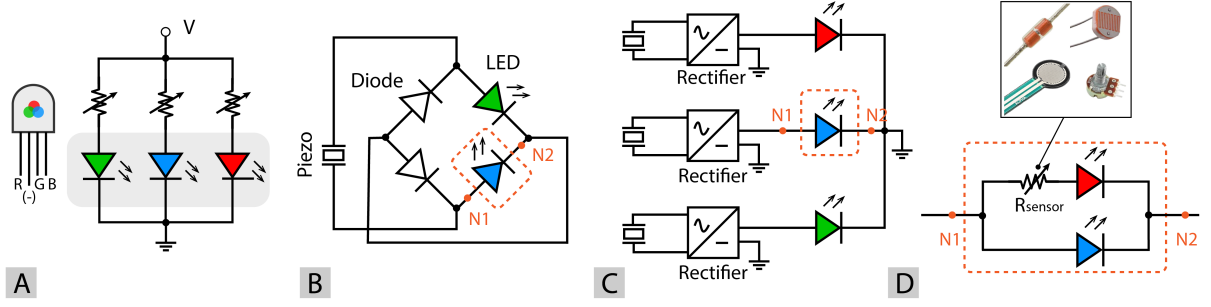 V
R G B
(-)
A
Diode
LED
Piezo
N2
N1
B
Rectifier
N1
N2
Rectifier
Rectifier
C
Rsensor
N1
N2
D